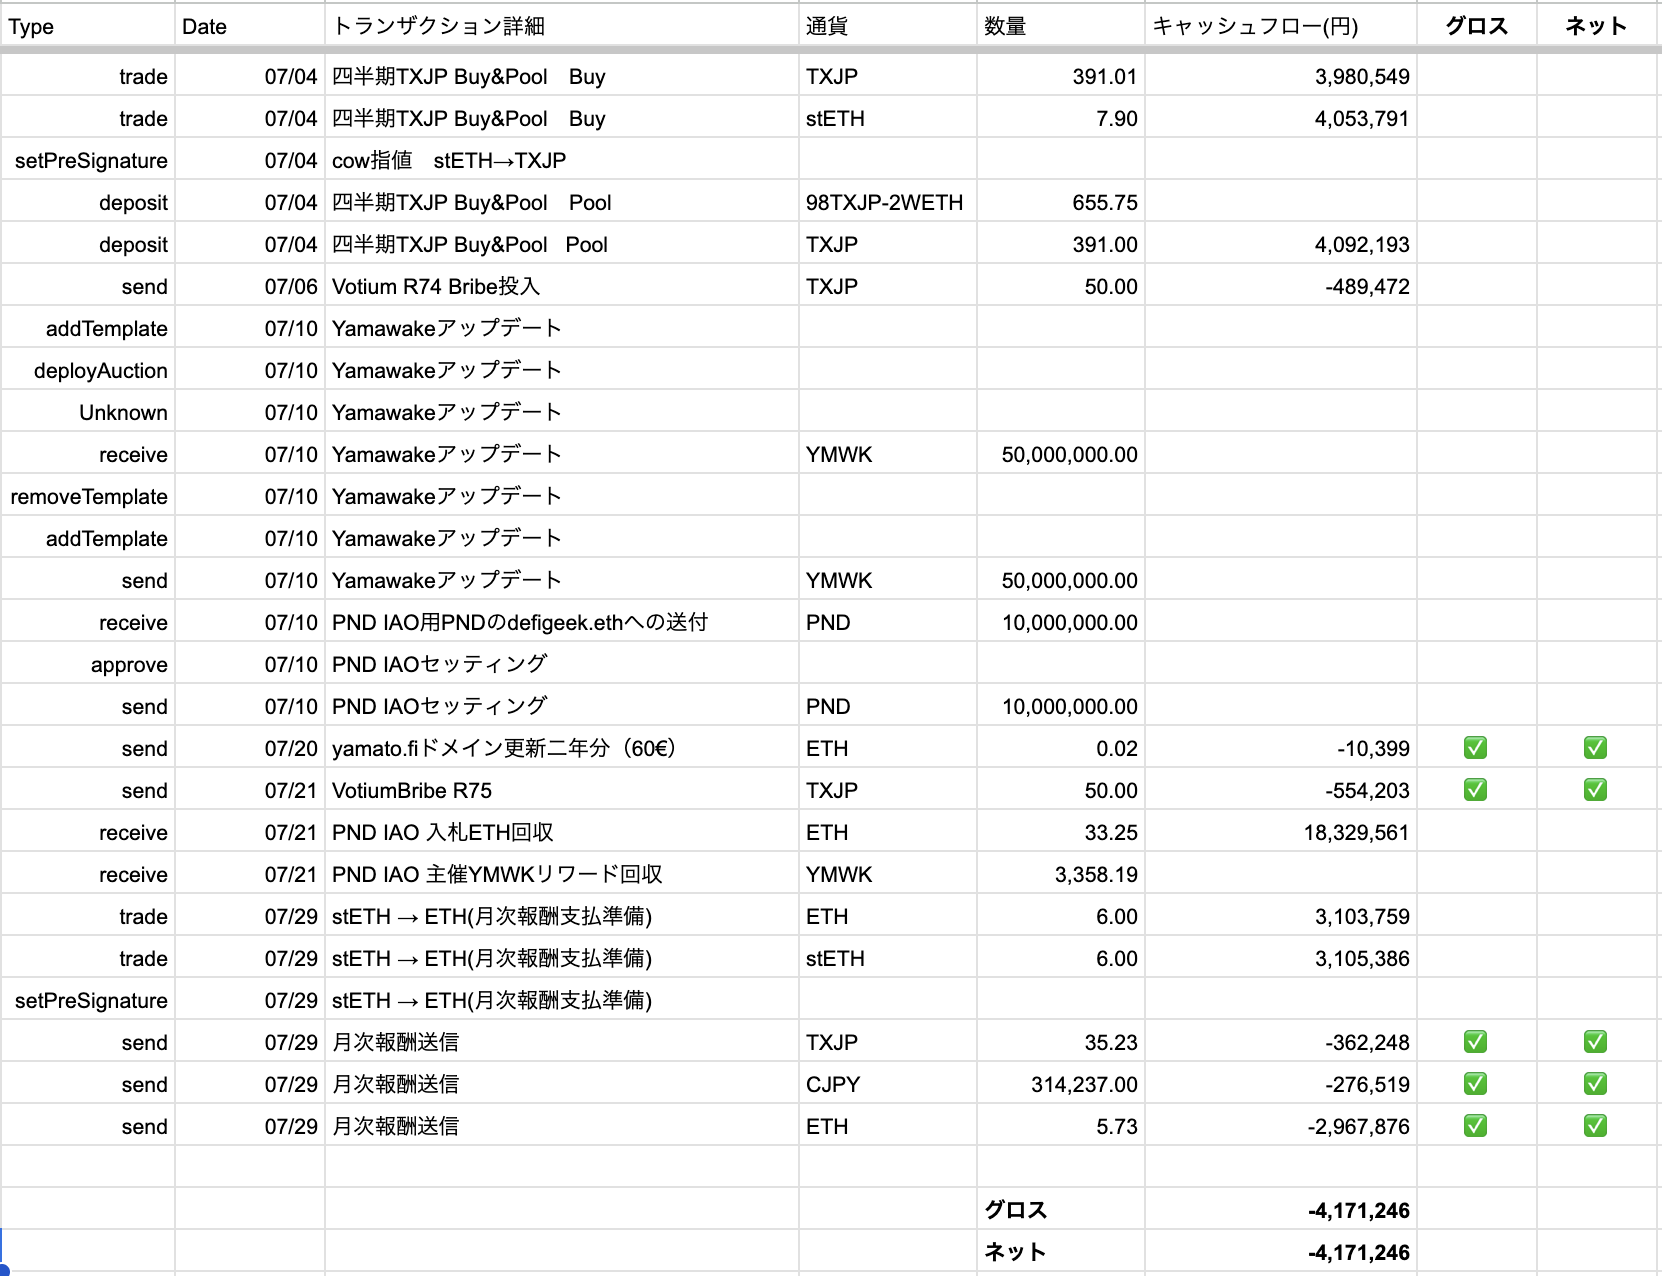 Type Date トランザクション詳細 通貨 数量 キャッシュフロー(円) グロス ネット
trade 07/04 四半期TXJP Buy&Pool　Buy TXJP 391.01 3,980,549
trade 07/04 四半期TXJP Buy&Pool　Buy stETH 7.90 4,053,791
setPreSignature 07/04 cow指値　stETH→TXJP
deposit 07/04 四半期TXJP Buy&Pool　Pool 98TXJP-2WETH 655.75
deposit 07/04 四半期TXJP Buy&Pool　Pool TXJP 391.00 4,092,193
send 07/06 Votium R74 Bribe投入 TXJP 50.00 -489,472
addTemplate 07/10 Yamawakeアップデート
deployAuction 07/10 Yamawakeアップデート
Unknown 07/10 Yamawakeアップデート
receive 07/10 Yamawakeアップデート YMWK 50,000,000.00
removeTemplate 07/10 Yamawakeアップデート
addTemplate 07/10 Yamawakeアップデート
send 07/10 Yamawakeアップデート YMWK 50,000,000.00
receive 07/10 PND IAO用PNDのdefigeek.ethへの送付 PND 10,000,000.00
approve 07/10 PND IAOセッティング
send 07/10 PND IAOセッティング PND 10,000,000.00
send 07/20 yamato.fiドメイン更新二年分（60€） ETH 0.02 -10,399 ✅ ✅
send 07/21 VotiumBribe R75 TXJP 50.00 -554,203 ✅ ✅
receive 07/21 PND IAO 入札ETH回収 ETH 33.25 18,329,561
receive 07/21 PND IAO 主催YMWKリワード回収 YMWK 3,358.19
trade 07/29 stETH → ETH(月次報酬支払準備) ETH 6.00 3,103,759
trade 07/29 stETH → ETH(月次報酬支払準備) stETH 6.00 3,105,386
setPreSignature 07/29 stETH → ETH(月次報酬支払準備)
send 07/29 月次報酬送信 TXJP 35.23 -362,248 ✅ ✅
send 07/29 月次報酬送信 CJPY 314,237.00 -276,519 ✅ ✅
send 07/29 月次報酬送信 ETH 5.73 -2,967,876 ✅ ✅
グロス -4,171,246
ネット -4,171,246